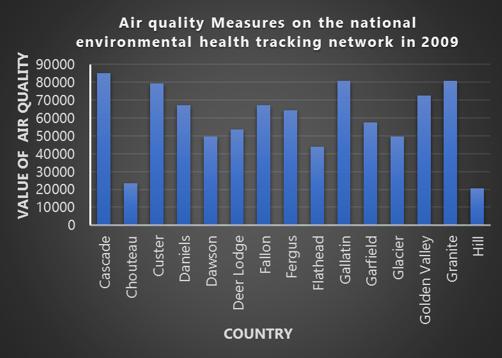 Air quality Measures on the national
environmental health tracking network in 2009
VALUE OF AIR QUALITY
90000
80000
70000
60000
50000
40000
30000
20000
10000
0
Cascade
Chouteau
Custer
Daniels
Dawson
Deer Lodge
Fallon
Fergus
Flathead
Gallatin
Garfield
Glacier
Golden Valley
Granite
Hill
COUNTRY